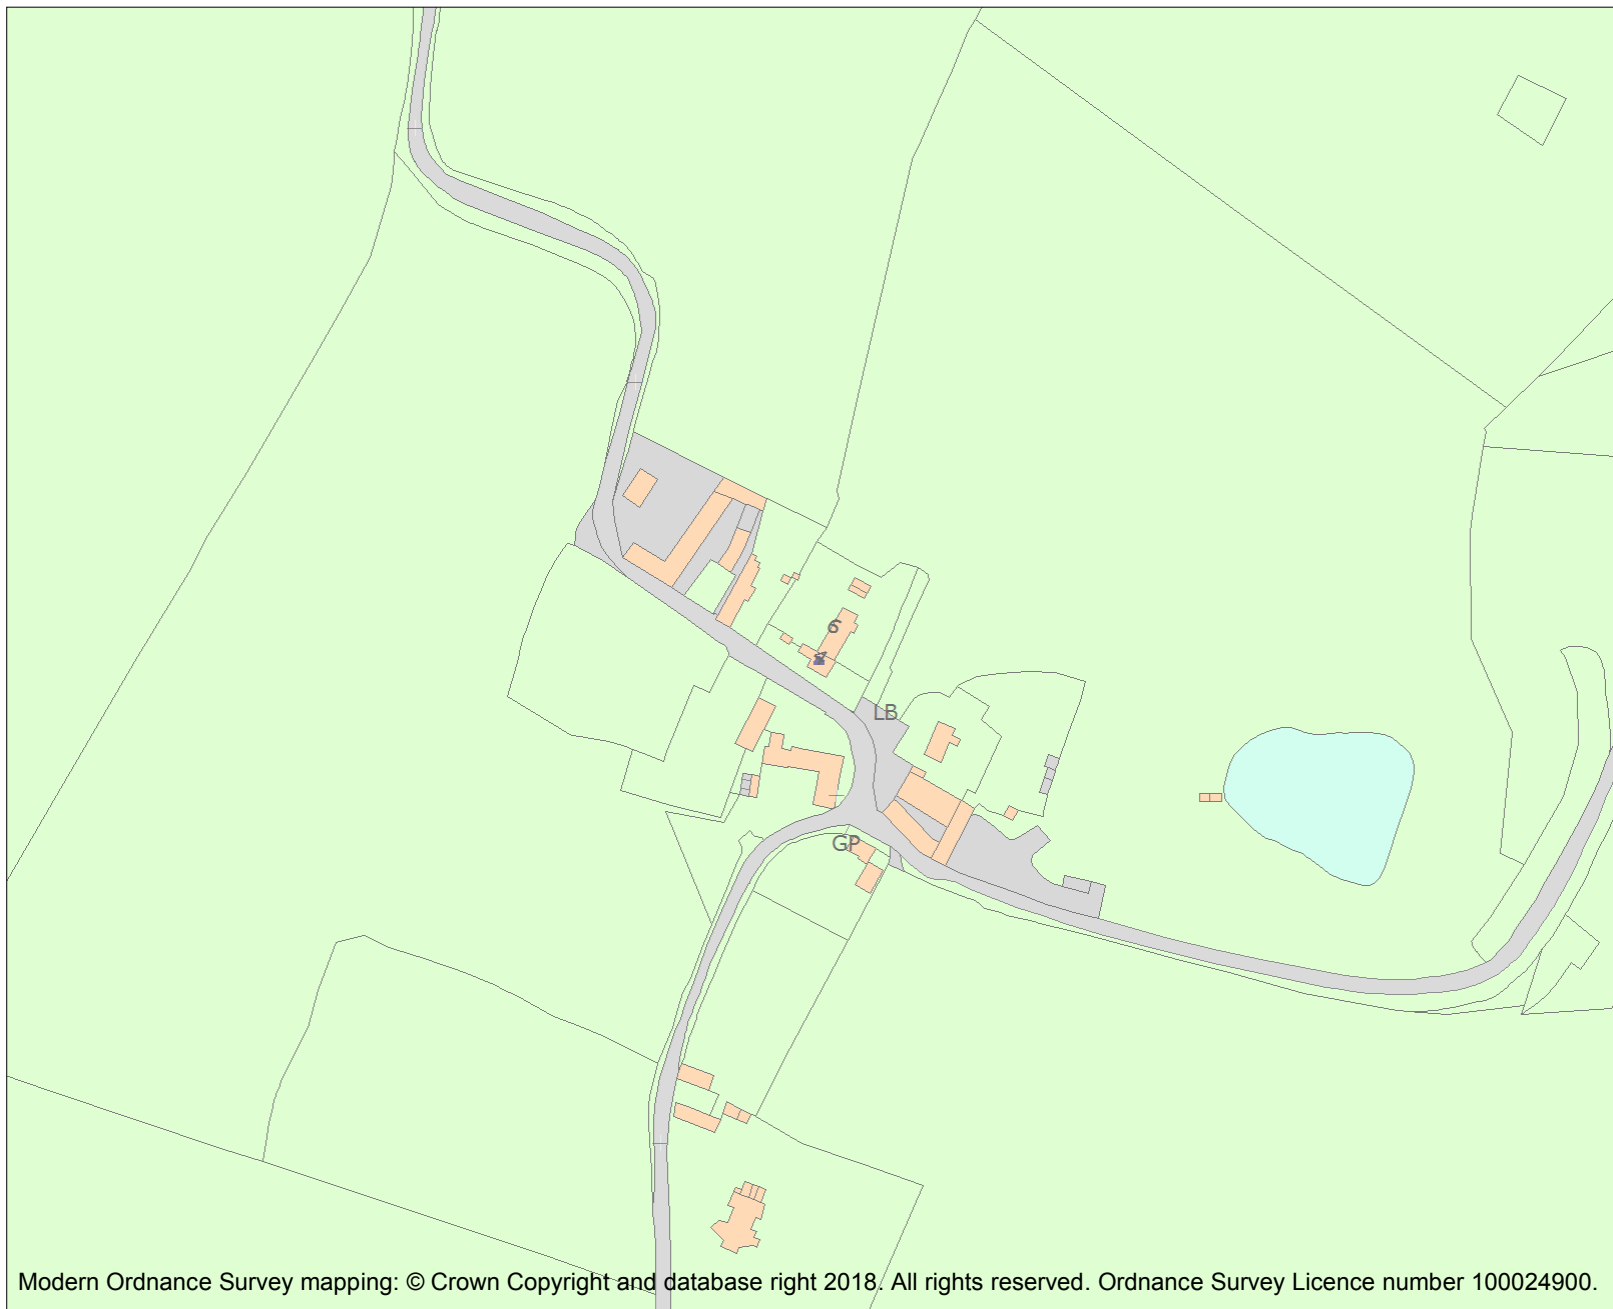 6
LB
GP
Modern Ordnance Survey mapping: © Crown Copyright and database right 2018. All rights reserved. Ordnance Survey Licence number 100024900.